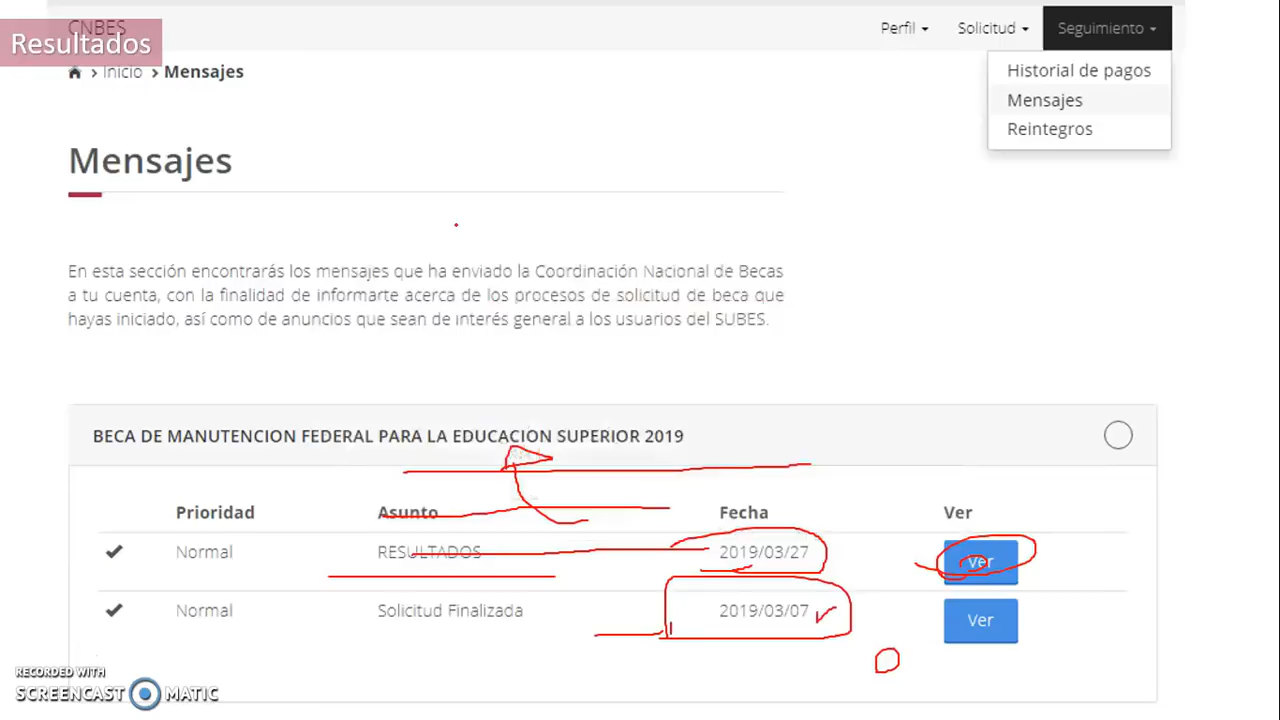 CNBES
Resultados
Perfil Solicitud Seguimiento
Inicio > Mensajes
Historial de pagos
Mensajes
Reintegros
Mensajes
En esta sección encontrarás los mensajes que ha enviado la Coordinación Nacional de Becas
a tu cuenta, con la finalidad de informarte acerca de los procesos de solicitud de beca que
hayas iniciado, así como de anuncios que sean de interés general a los usuarios del SUBES.
BECA DE MANUTENCION FEDERAL PARA LA EDUCACION SUPERIOR 2019
Prioridad Asunto Fecha Ver
Normal RESULTADOS 2019/03/27 Ver
Normal Solicitud Finalizada 2019/03/07 Ver
RECORDED WITH
SCREENCAST MATIC